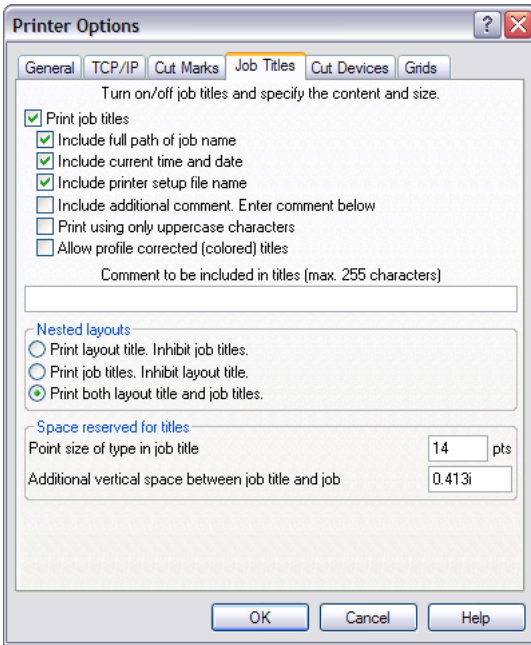 Printer Options
General TCP/IP Cut Marks Job Titles Cut Devices Grids
Turn on/off job titles and specify the content and size.
Print job titles
Include full path of job name
Include current time and date
Include printer setup file name
Include additional comment. Enter comment below
Print using only uppercase characters
Allow profile corrected (colored) titles
Comment to be included in titles (max. 255 characters)
Nested layouts
Print layout title. Inhibit job titles.
Print job titles. Inhibit layout title.
Print both layout title and job titles.
Space reserved for titles
Point size of type in job title 14 pts
Additional vertical space between job title and job 0.413i
OK Cancel Help